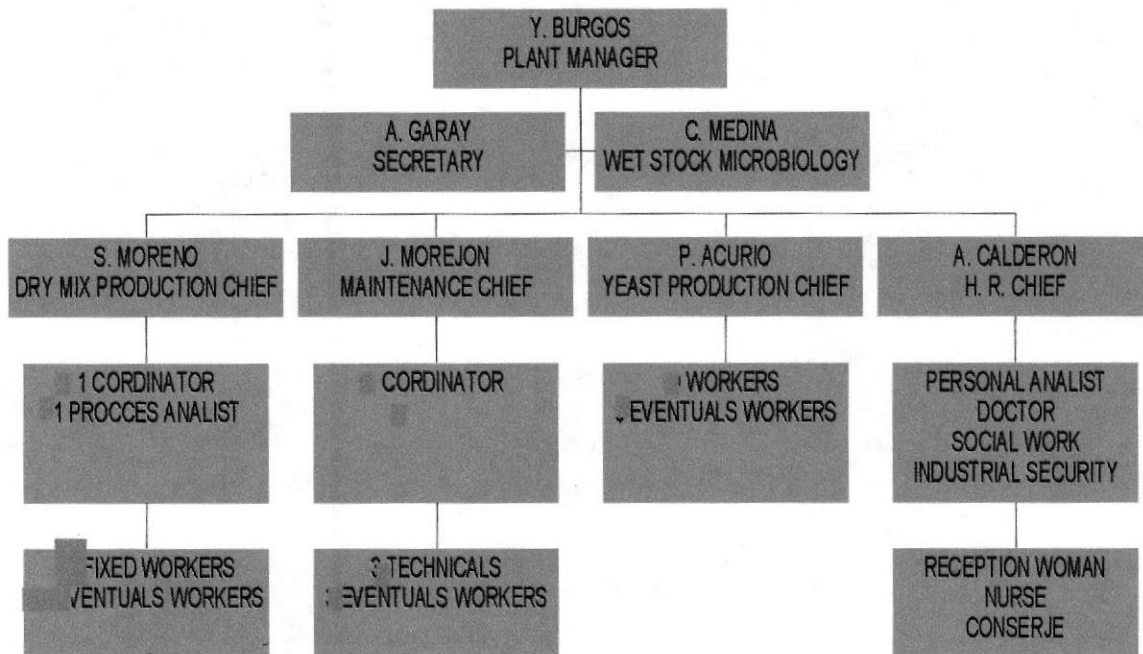 Y. BURGOS
PLANT MANAGER
A. GARAY
SECRETARY
C. MEDINA
WET STOCK MICROBIOLOGY
S. MORENO
DRY MIX PRODUCTION CHIEF
J. MOREJON
MAINTENANCE CHIEF
P. ACURIO
YEAST PRODUCTION CHIEF
A. CALDERON
H. R. CHIEF
1 CORDINATOR
1 PROCCES ANALIST
CORDINATOR
WORKERS
EVENTUALS WORKERS
PERSONAL ANALIST
DOCTOR
SOCIAL WORK
INDUSTRIAL SECURITY
FIXED WORKERS
VENTUALS WORKERS
3 TECHNICALS
EVENTUALS WORKERS
RECEPTION WOMAN
NURSE
CONSERJE